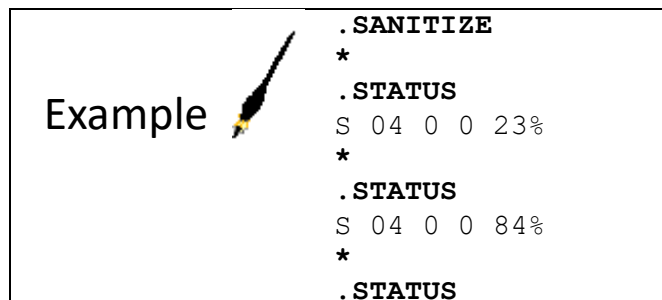 .SANITIZE
*
.STATUS
Example
S 04 0 0 23%
*
.STATUS
S 04 0 0 84%
*
.STATUS